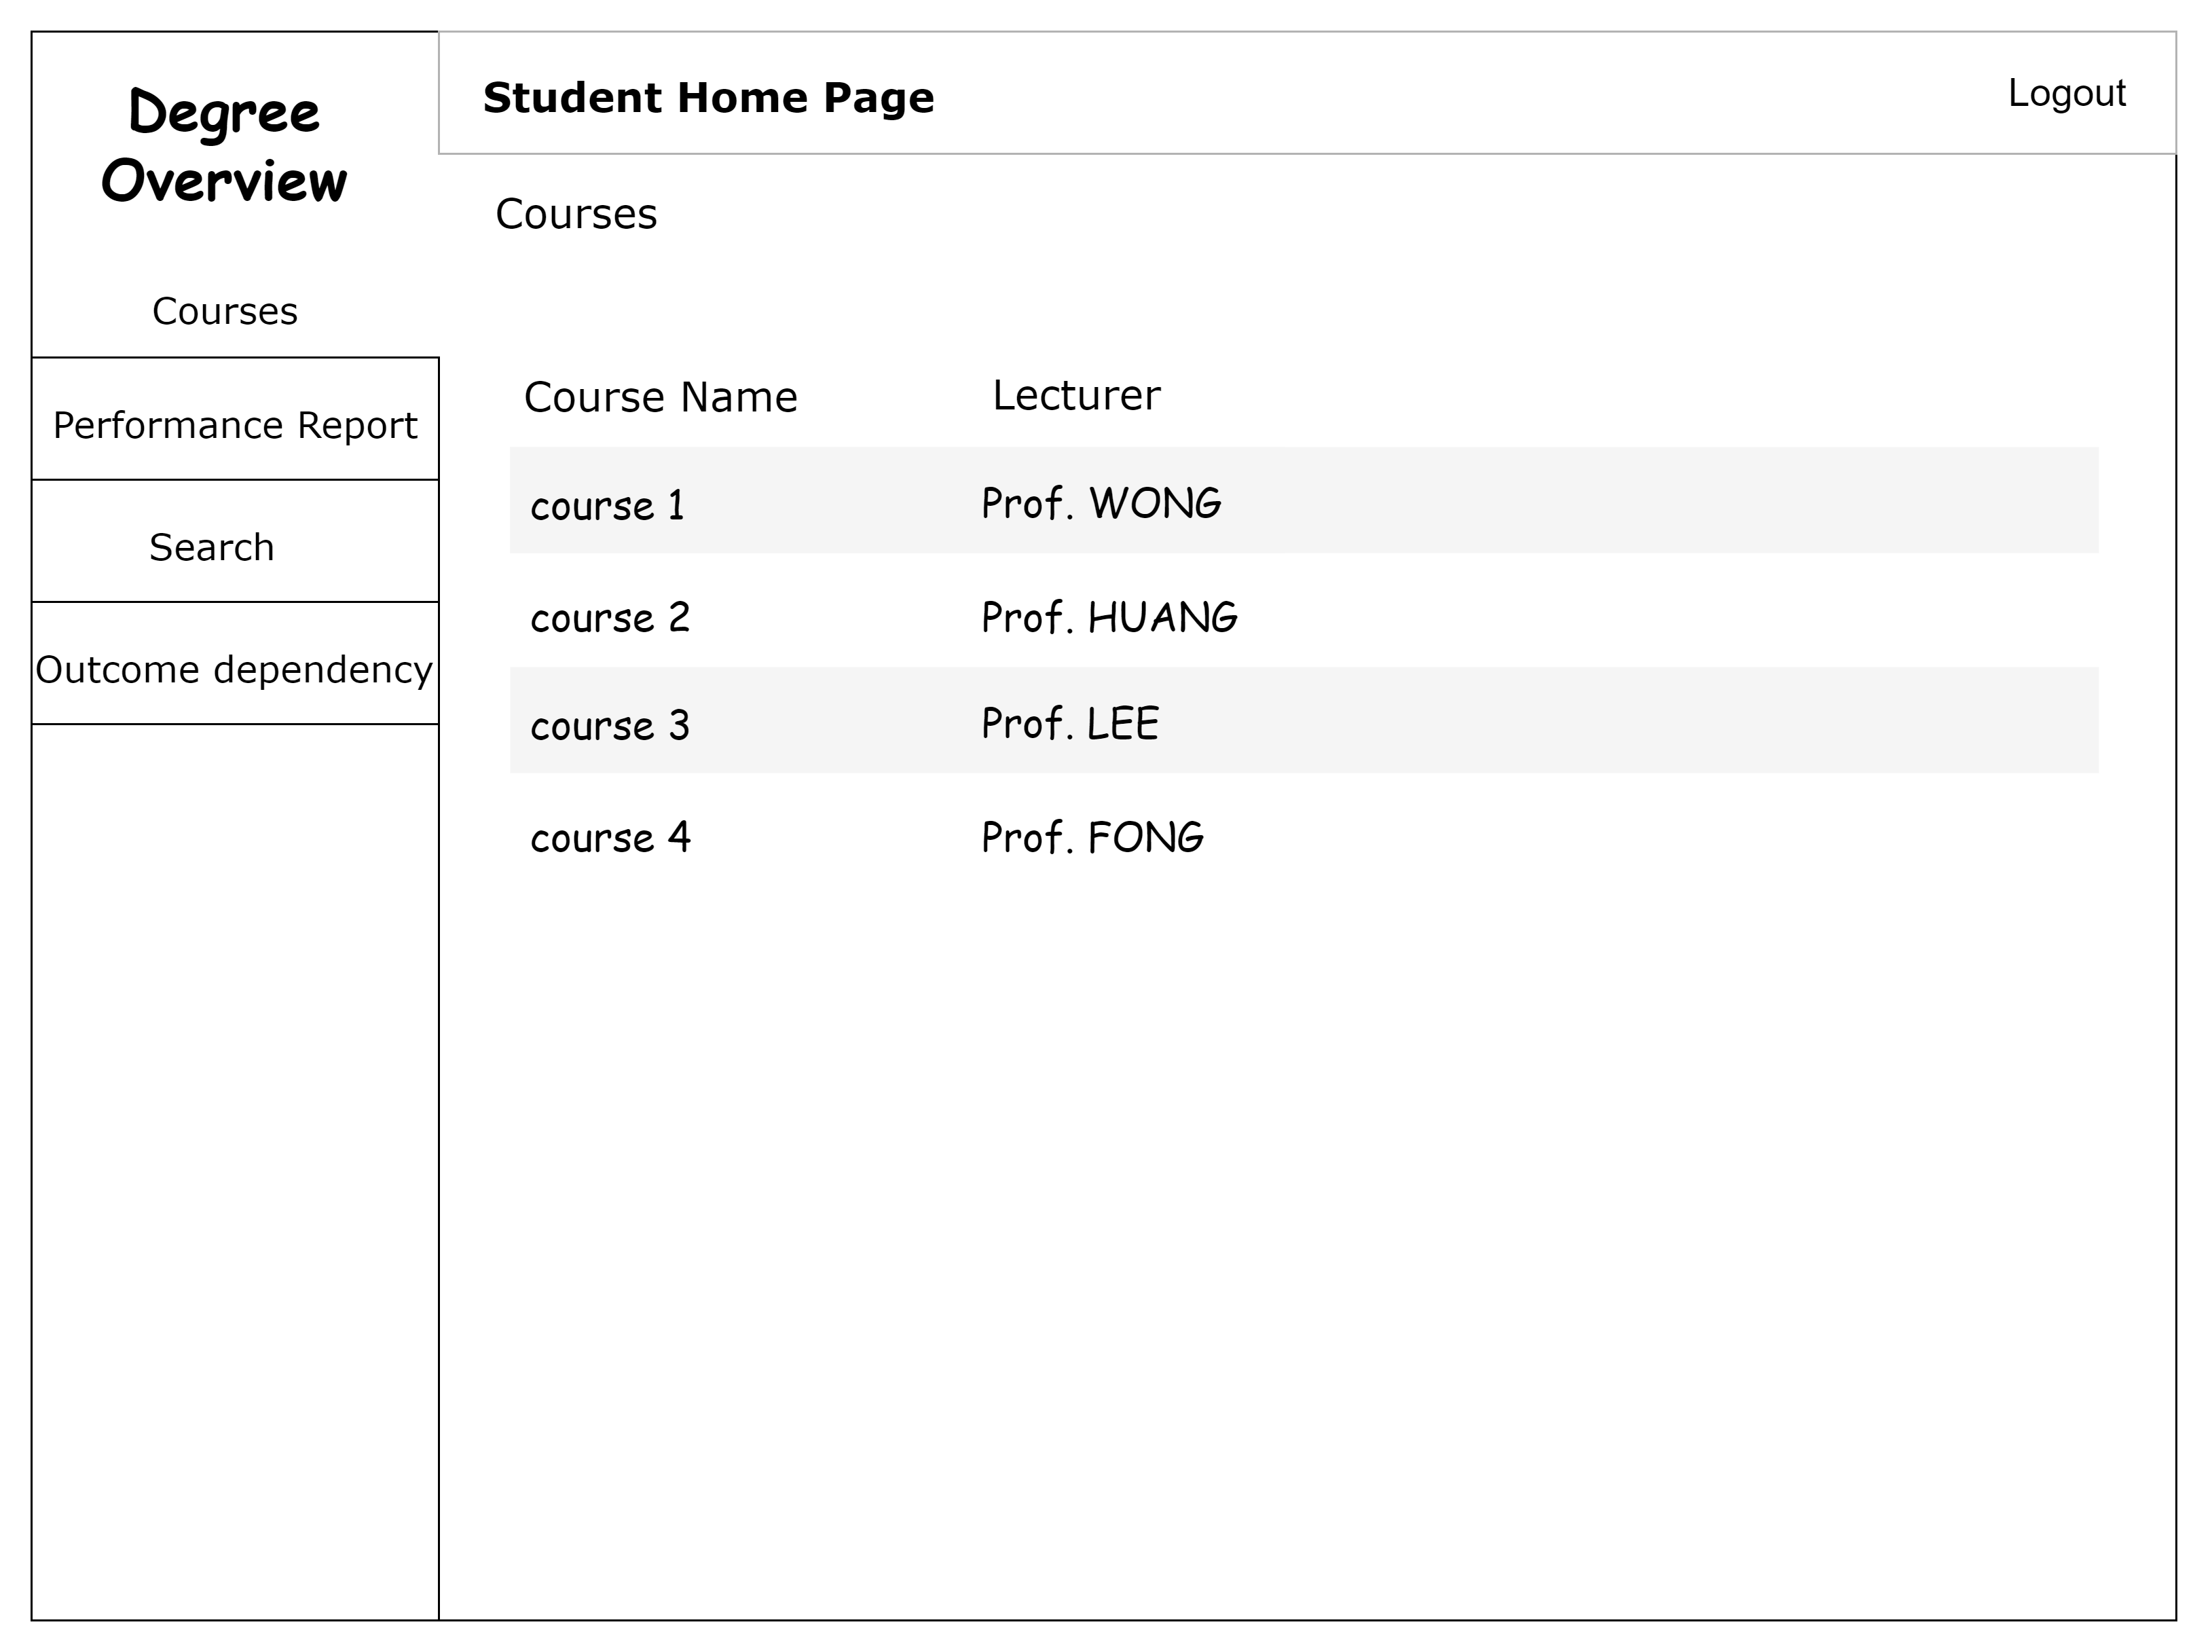 Degree
Overview
Student Home Page
Logout
Courses
Courses
Performance Report
Search
Outcome dependency
Course Name Lecturer
course 1 Prof. WONG
course 2 Prof. HUANG
course 3 Prof. LEE
course 4 Prof. FONG